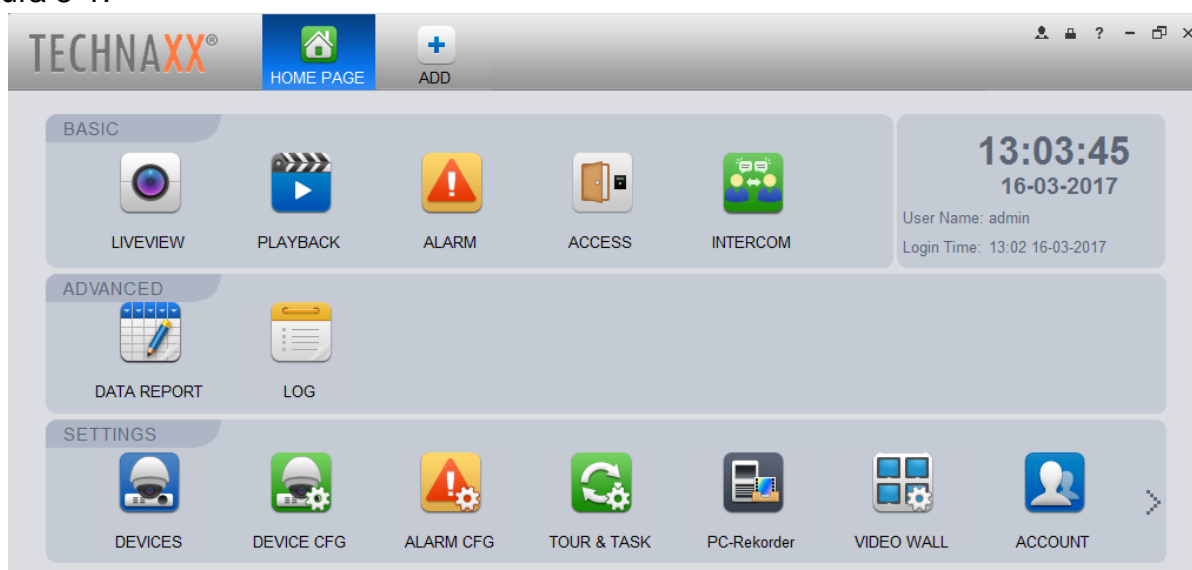 TECHNAXX®
HOME PAGE
ADD
?
BASIC
LIVEVIEW
PLAYBACK
ALARM
ACCESS
INTERCOM
13:03:45
16-03-2017
User Name: admin
Login Time: 13:02 16-03-2017
ADVANCED
DATA REPORT
LOG
SETTINGS
DEVICES
DEVICE CFG
ALARM CFG
TOUR & TASK
PC-Rekorder
VIDEO WALL
ACCOUNT